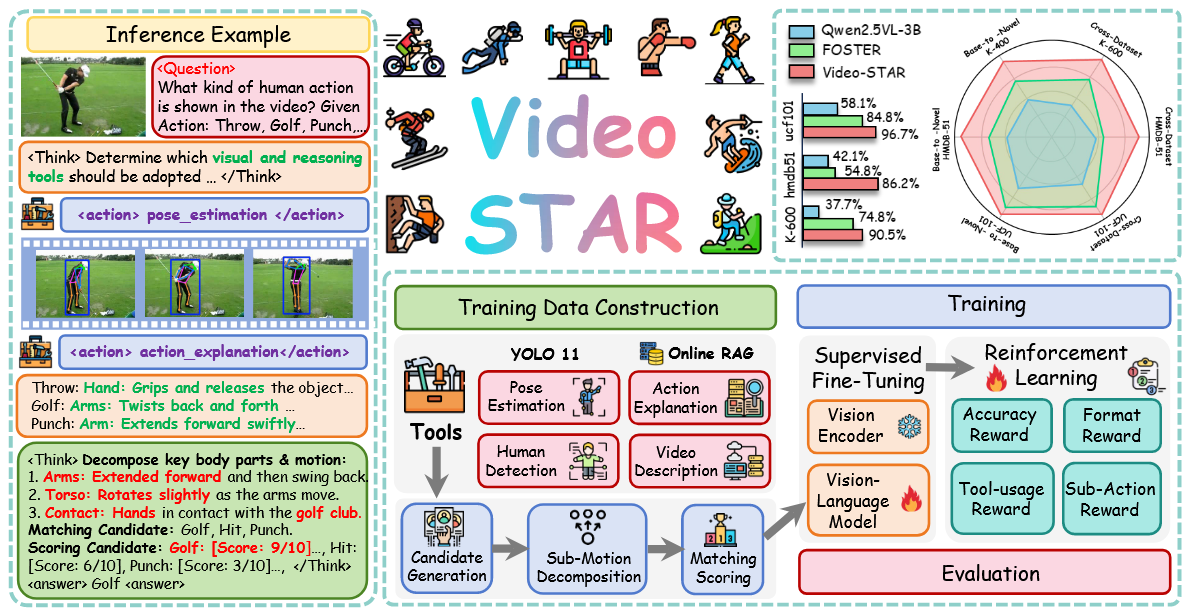 Inference Example
<Question>
What kind of human action
is shown in the video? Given
Action: Throw, Golf, Punch,...
<Think> Determine which visual and reasoning
tools should be adopted ... </Think>
<action> pose_estimation </action>
<action> action_explanation</action>
Throw: Hand: Grips and releases the object...
Golf: Arms: Twists back and forth ...
Punch: Arm: Extends forward swiftly...
<Think> Decompose key body parts & motion:
1. Arms: Extended forward and then swing back.
2. Torso: Rotates slightly as the arms move.
3. Contact: Hands in contact with the golf club.
Matching Candidate: Golf, Hit, Punch.
Scoring Candidate: Golf: [Score: 9/10]..., Hit:
[Score: 6/10], Punch: [Score: 3/10]..., </Think>
<answer> Golf <answer>
Video
STAR
Qwen2.5VL-3B
FOSTER
Video-STAR
ucf101
58.1%
84.8%
96.7%
hmdb51
42.1%
54.8%
86.2%
K-600
37.7%
74.8%
90.5%
Base-to-Novel
K-400
Cross-Dataset
K-600
Cross-Dataset
HMDB-51
Cross-Dataset
UCF-101
Base-to-Novel
UCF-101
Base-to-Novel
HMDB-51
Training Data Construction
Tools
YOLO 11
Online RAG
Pose
Estimation
Action
Explanation
Human
Detection
Video
Description
Candidate
Generation
Sub-Motion
Decomposition
Matching
Scoring
Training
Supervised
Fine-Tuning
Reinforcement
Learning
Vision
Encoder
Vision-
Language
Model
Accuracy
Reward
Format
Reward
Tool-usage
Reward
Sub-Action
Reward
Evaluation